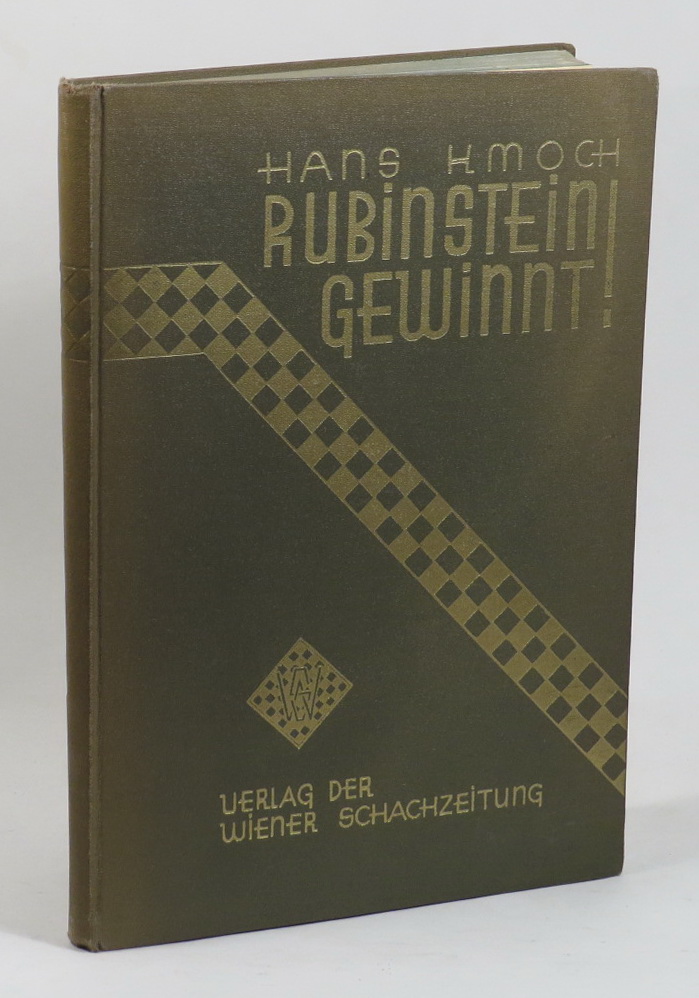 HANS KMOCH
RUBINSTEIN
GEWINNT!
VERLAG DER
WIENER SCHACHZEITUNG